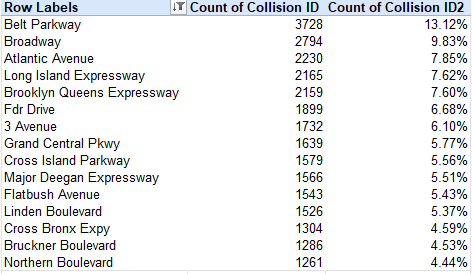 Row Labels Count of Collision ID Count of Collision ID2
Belt Parkway 3728 13.12%
Broadway 2794 9.83%
Atlantic Avenue 2230 7.85%
Long Island Expressway 2165 7.62%
Brooklyn Queens Expressway 2159 7.60%
Fdr Drive 1899 6.68%
3 Avenue 1732 6.10%
Grand Central Pkwy 1639 5.77%
Cross Island Parkway 1579 5.56%
Major Deegan Expressway 1566 5.51%
Flatbush Avenue 1543 5.43%
Linden Boulevard 1526 5.37%
Cross Bronx Expy 1304 4.59%
Bruckner Boulevard 1286 4.53%
Northern Boulevard 1261 4.44%